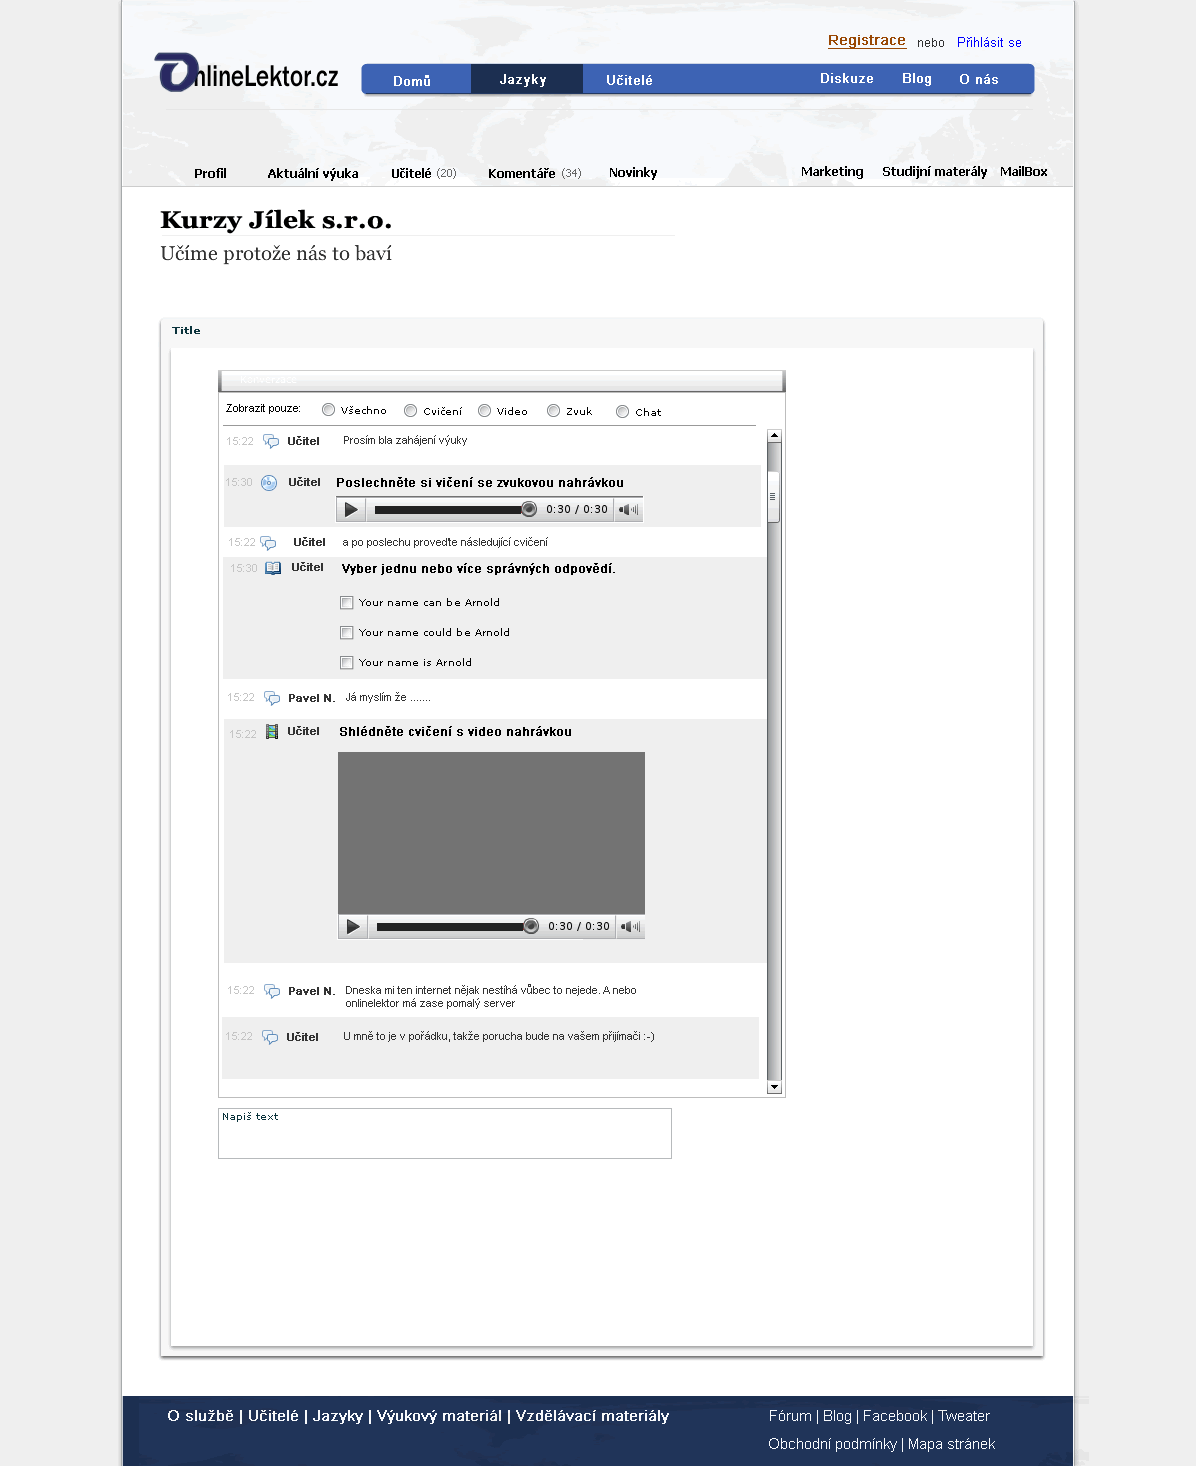 Registrace nebo Přihlásit se
OnlineLektor.cz
Domů Jazyky Učitelé Diskuze Blog O nás
Profil Aktuální výuka Učitelé (20) Komentáře (34) Novinky Marketing Studijní materály MailBox
Kurzy Jílek s.r.o.
Učíme protože nás to baví
Title
Zobrazit pouze: Všechno Cvičení Video Zvuk Chat
15:22 Učitel Prosím bla zahájení výuky
15:30 Učitel Poslechněte si vičení se zvukovou nahrávkou
0:30 / 0:30
15:22 Učitel a po poslechu proveďte následující cvičení
15:30 Učitel Vyber jednu nebo více správných odpovědí.
Your name can be Arnold
Your name could be Arnold
Your name is Arnold
15:22 Pavel N. Já myslím že .......
15:22 Učitel Shlédněte cvičení s video nahrávkou
0:30 / 0:30
15:22 Pavel N. Dneska mi ten internet nějak nestíhá vůbec to nejede. A nebo
onlinelektor má zase pomalý server
15:22 Učitel U mně to je v pořádku, takže porucha bude na vašem přijímači :-)
Napiš text
O službě | Učitelé | Jazyky | Výukový materiál | Vzdělávací materiály
Fórum | Blog | Facebook | Tweater
Obchodní podmínky | Mapa stránek